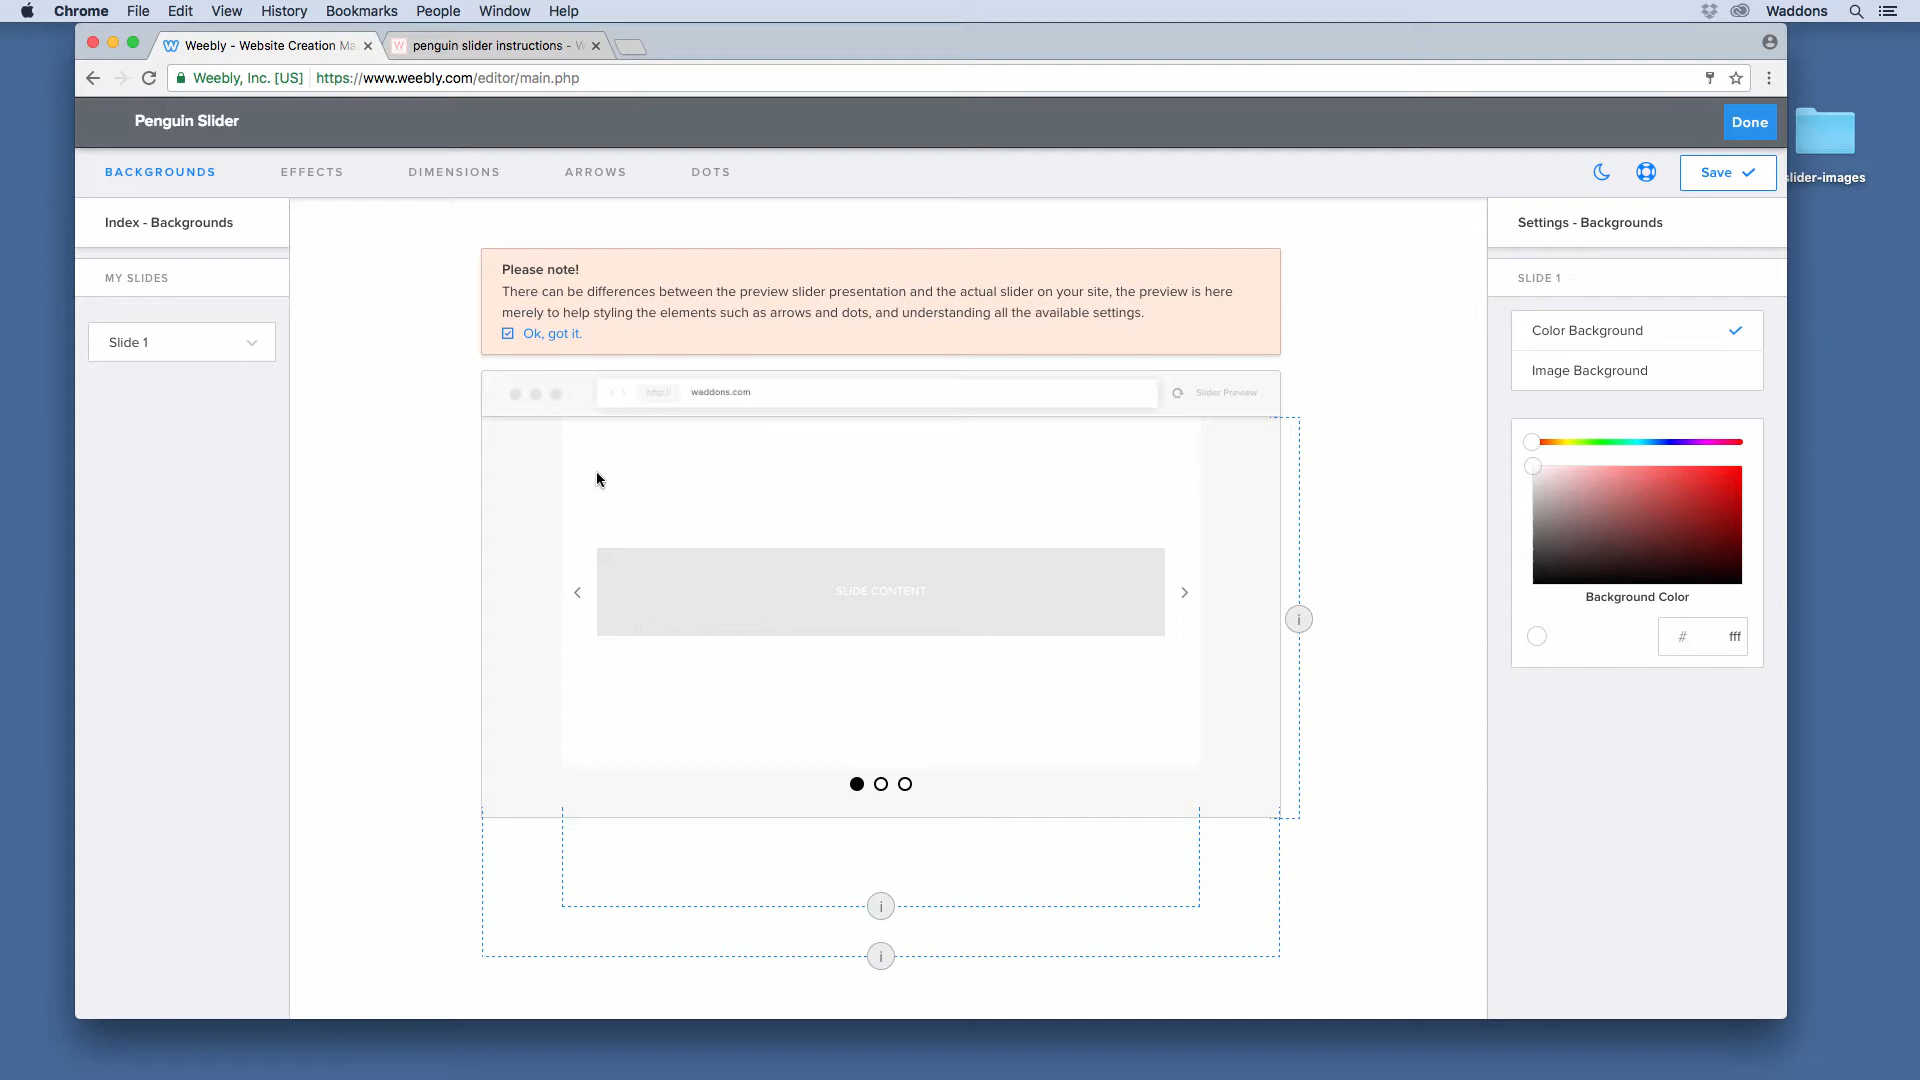 Chrome File Edit View History Bookmarks People Window Help Waddons
Weebly - Website Creation Ma
penguin slider instructions -
Weebly, Inc. [US] https://www.weebly.com/editor/main.php
Penguin Slider
Done
BACKGROUNDS EFFECTS DIMENSIONS ARROWS DOTS
Save
slider-images
Index - Backgrounds
Settings - Backgrounds
MY SLIDES
SLIDE 1
Slide 1
Please note!
There can be differences between the preview slider presentation and the actual slider on your site, the preview is here
merely to help styling the elements such as arrows and dots, and understanding all the available settings.
Ok, got it.
Color Background
Image Background
http:// waddons.com Slider Preview
SLIDE CONTENT
Background Color
# fff
i
i
i